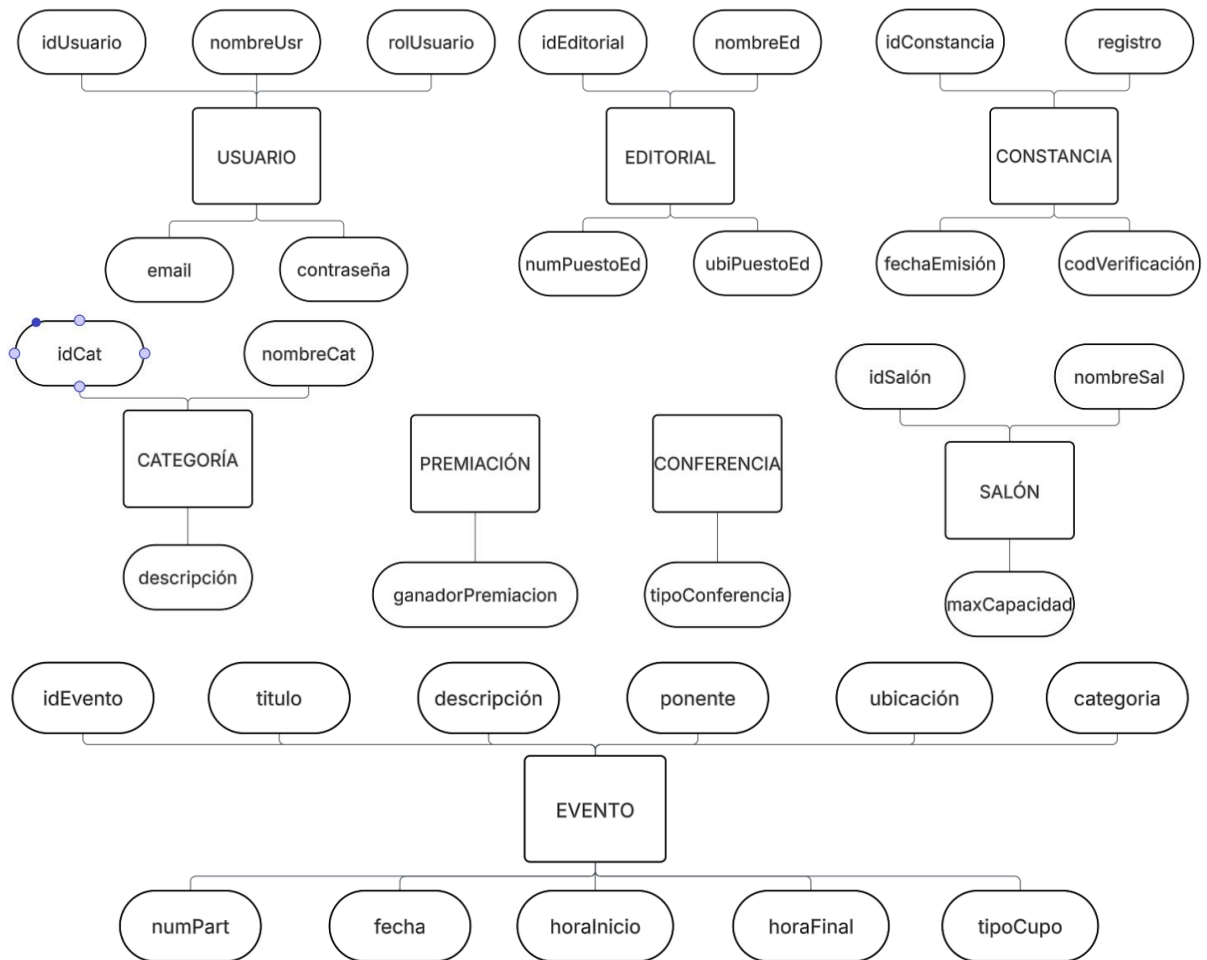 idUsuario
nombreUsr
rolUsuario
idEditorial
nombreEd
idConstancia
registro
USUARIO
EDITORIAL
CONSTANCIA
email
contraseña
numPuestoEd
ubiPuestoEd
fechaEmisión
codVerificación
idCat
nombreCat
idSalón
nombreSal
CATEGORÍA
PREMIACIÓN
CONFERENCIA
SALÓN
descripción
ganadorPremiacion
tipoConferencia
maxCapacidad
idEvento
titulo
descripción
ponente
ubicación
categoria
EVENTO
numPart
fecha
horaInicio
horaFinal
tipoCupo